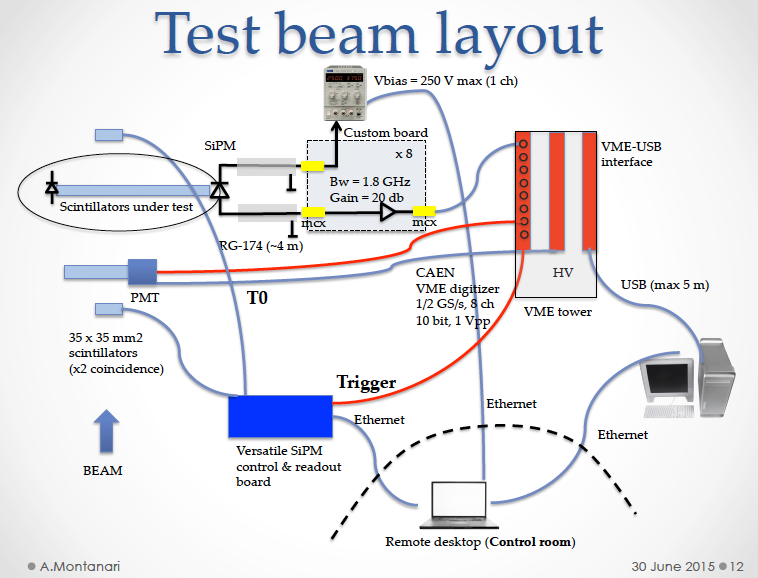 Test beam layout
Vbias = 250 V max (1 ch)
SiPM
Custom board
x 8
VME-USB
interface
Bw = 1.8 GHz
Gain = 20 db
Scintillators under test
mcx
mcx
RG-174 (~4 m)
CAEN
VME digitizer
1/2 GS/s, 8 ch
10 bit, 1 Vpp
HV
USB (max 5 m)
PMT
T0
VME tower
35 x 35 mm2
scintillators
(x2 coincidence)
Trigger
Ethernet
Ethernet
Ethernet
BEAM
Versatile SiPM
control & readout
board
Remote desktop (Control room)
A.Montanari
30 June 2015
12